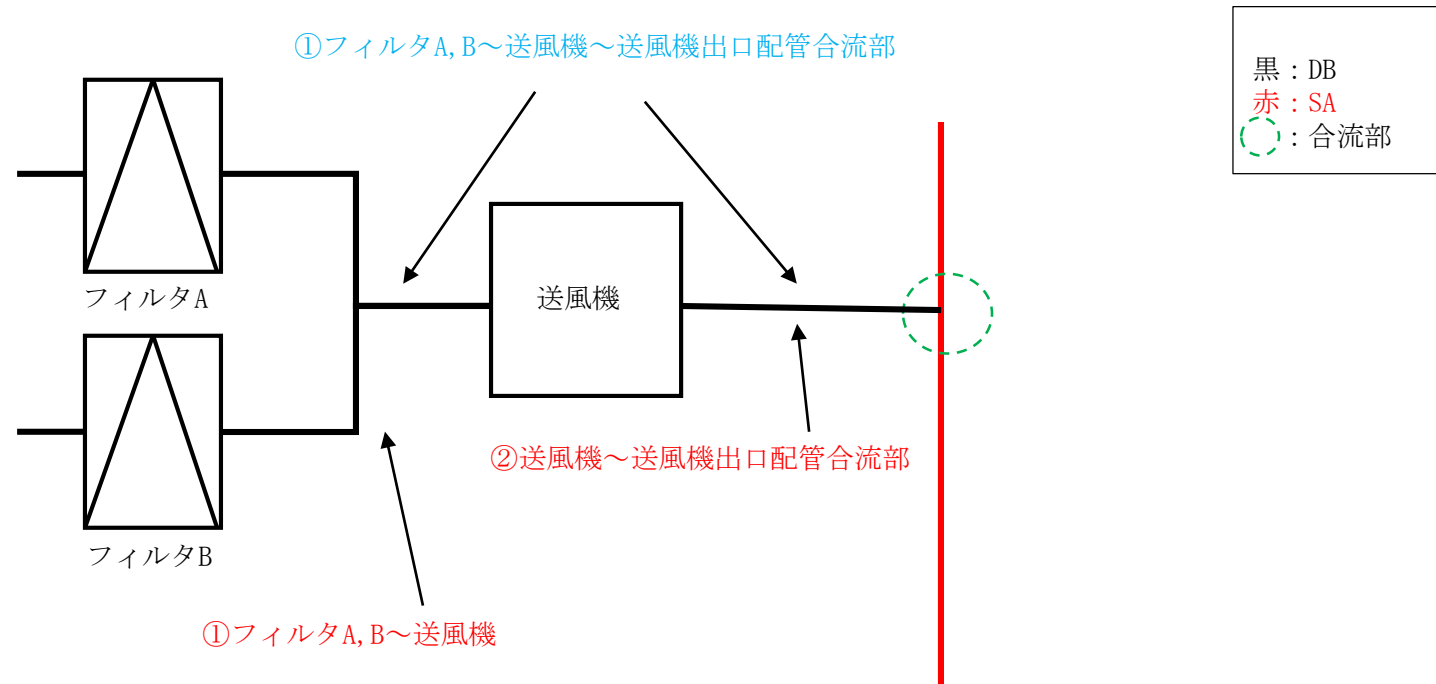 ①フィルタA,B～送風機～送風機出口配管合流部
黒：DB
赤：SA
：合流部
フィルタA
送風機
②送風機～送風機出口配管合流部
フィルタB
①フィルタA,B～送風機